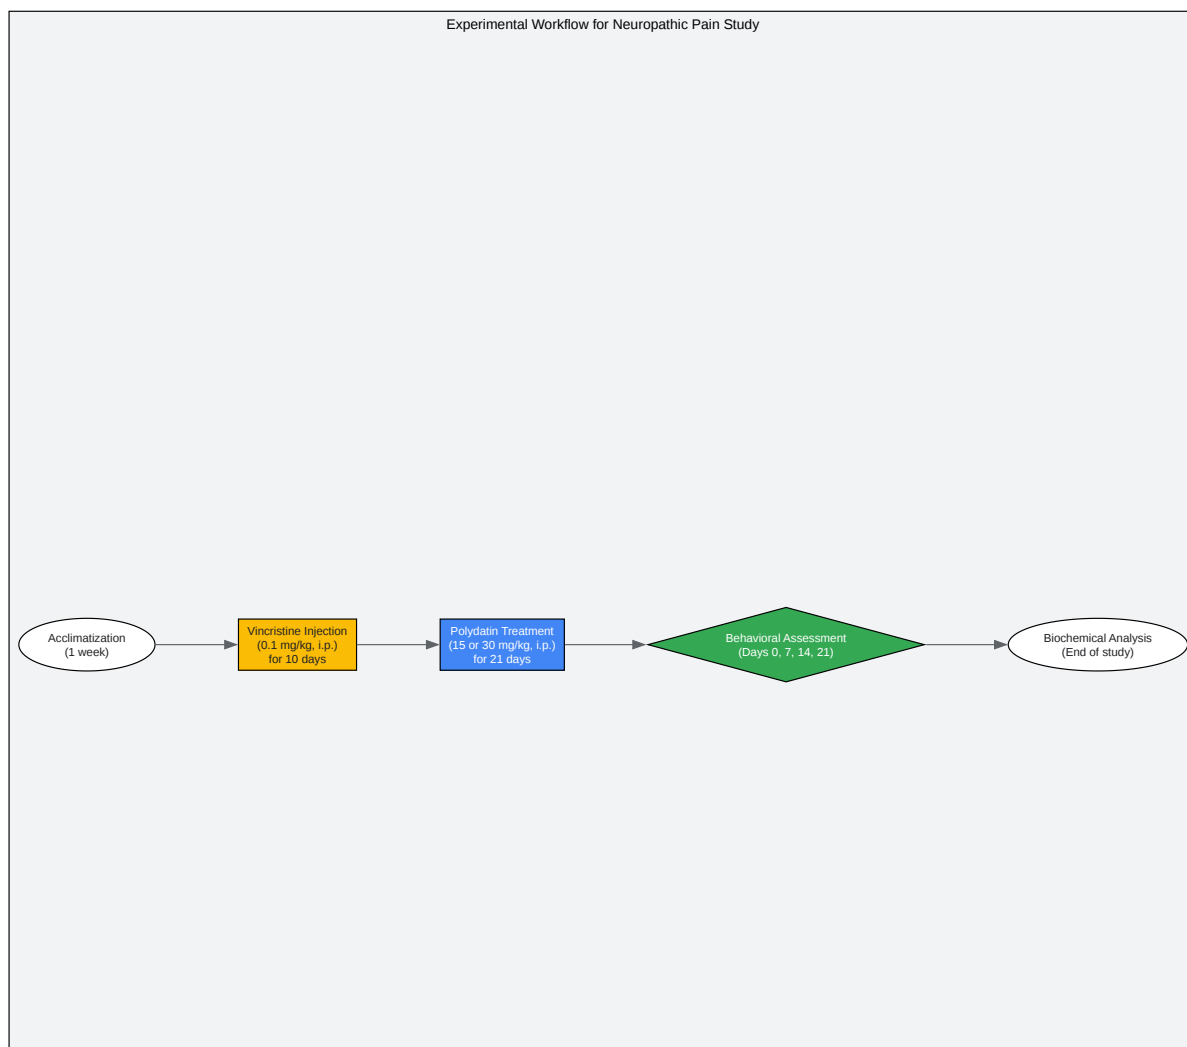 Experimental Workflow for Neuropathic Pain Study
Acclimatization
(1 week)
Vincristine Injection
(0.1 mg/kg, i.p.)
for 10 days
Polydatin Treatment
(15 or 30 mg/kg, i.p.)
for 21 days
Behavioral Assessment
(Days 0, 7, 14, 21)
Biochemical Analysis
(End of study)